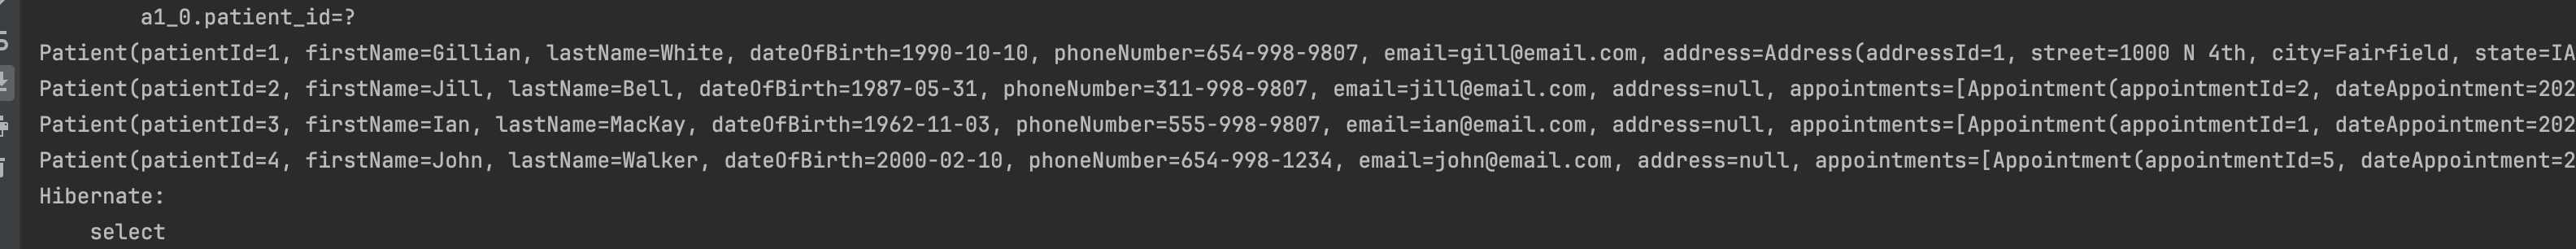 a1_0.patient_id=?
Patient(patientId=1, firstName=Gillian, lastName=White, dateOfBirth=1990-10-10, phoneNumber=654-998-9807, email=gill@email.com, address=Address(addressId=1, street=1000 N 4th, city=Fairfield, state=IA
Patient(patientId=2, firstName=Jill, lastName=Bell, dateOfBirth=1987-05-31, phoneNumber=311-998-9807, email=jill@email.com, address=null, appointments=[Appointment(appointmentId=2, dateAppointment=202
Patient(patientId=3, firstName=Ian, lastName=MacKay, dateOfBirth=1962-11-03, phoneNumber=555-998-9807, email=ian@email.com, address=null, appointments=[Appointment(appointmentId=1, dateAppointment=202
Patient(patientId=4, firstName=John, lastName=Walker, dateOfBirth=2000-02-10, phoneNumber=654-998-1234, email=john@email.com, address=null, appointments=[Appointment(appointmentId=5, dateAppointment=2
Hibernate:
select